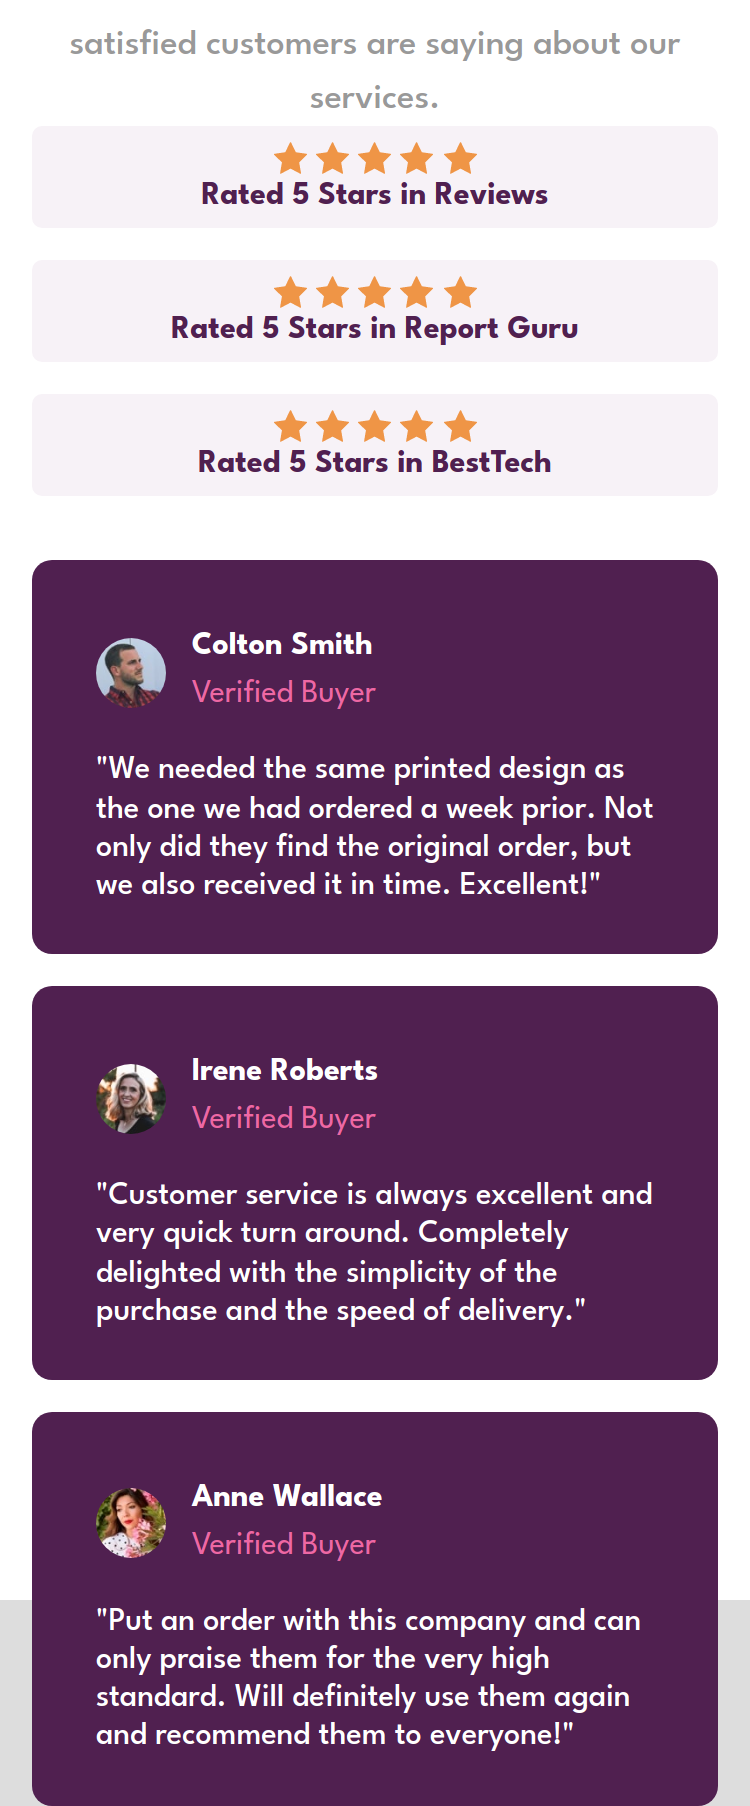 satisfied customers are saying about our
services.
Rated 5 Stars in Reviews
Rated 5 Stars in Report Guru
Rated 5 Stars in BestTech
Colton Smith
Verified Buyer
"We needed the same printed design as
the one we had ordered a week prior. Not
only did they find the original order, but
we also received it in time. Excellent!"
Irene Roberts
Verified Buyer
"Customer service is always excellent and
very quick turn around. Completely
delighted with the simplicity of the
purchase and the speed of delivery."
Anne Wallace
Verified Buyer
"Put an order with this company and can
only praise them for the very high
standard. Will definitely use them again
and recommend them to everyone!"